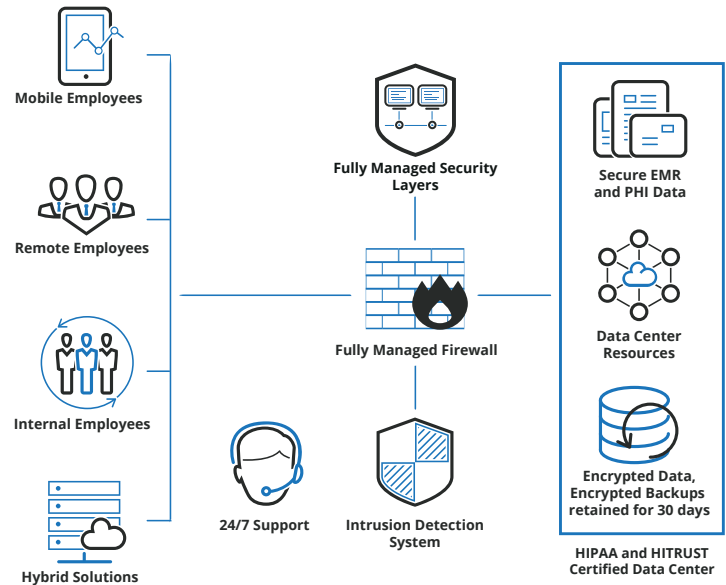 Mobile Employees
Remote Employees
Internal Employees
Hybrid Solutions
Fully Managed Security
Layers
Fully Managed Firewall
24/7 Support
Intrusion Detection
System
Secure EMR
and PHI Data
Data Center
Resources
Encrypted Data,
Encrypted Backups
retained for 30 days
HIPAA and HITRUST
Certified Data Center